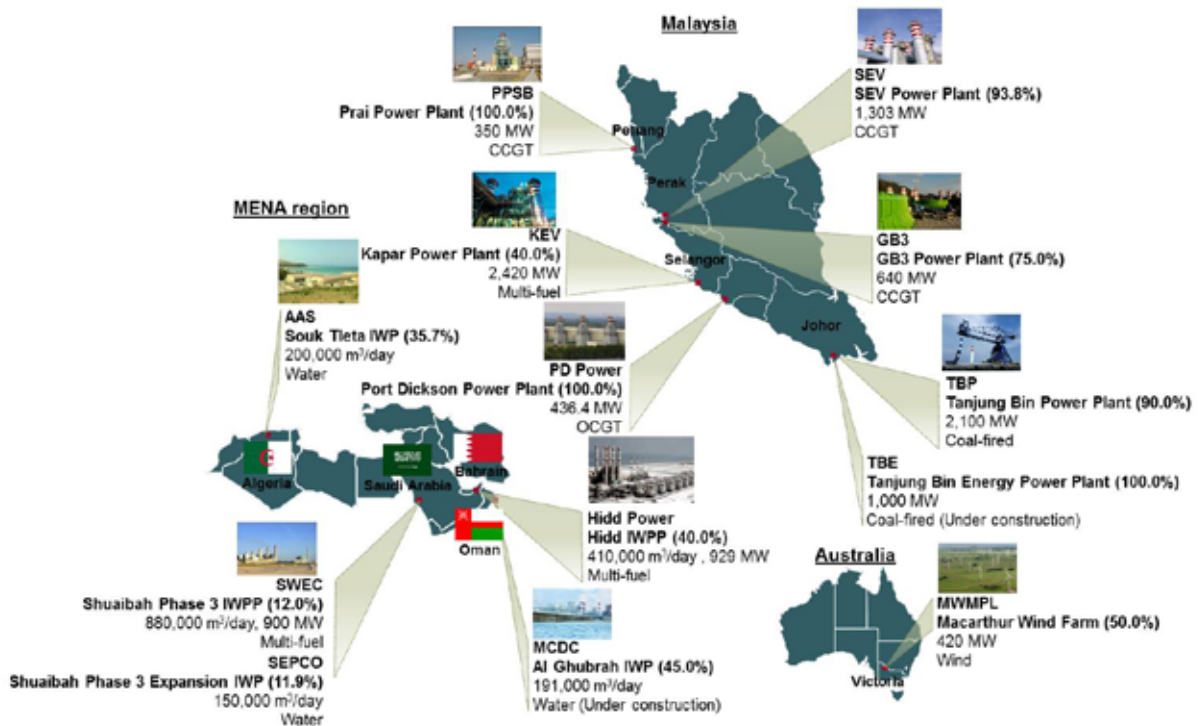 Malaysia
PPSB
Prai Power Plant (100.0%)
350 MW
CCGT
SEV
SEV Power Plant (93.8%)
1,303 MW
CCGT
Penang
Perak
Selangor
Johor
KEV
Kapar Power Plant (40.0%)
2,420 MW
Multi-fuel
GB3
GB3 Power Plant (75.0%)
640 MW
CCGT
PD Power
Port Dickson Power Plant (100.0%)
436.4 MW
OCGT
TBP
Tanjung Bin Power Plant (90.0%)
2,100 MW
Coal-fired
TBE
Tanjung Bin Energy Power Plant (100.0%)
1,000 MW
Coal-fired (Under construction)
MENA region
AAS
Souk Tleta IWP (35.7%)
200,000 m³/day
Water
Algeria
Saudi Arabia
Bahrain
Oman
Hidd Power
Hidd IWPP (40.0%)
410,000 m³/day , 929 MW
Multi-fuel
SWEC
Shuaibah Phase 3 IWPP (12.0%)
880,000 m³/day, 900 MW
Multi-fuel
SEPCO
Shuaibah Phase 3 Expansion IWP (11.9%)
150,000 m³/day
Water
MCDC
Al Ghubrah IWP (45.0%)
191,000 m³/day
Water (Under construction)
Australia
MWMPL
Macarthur Wind Farm (50.0%)
420 MW
Wind
Victoria